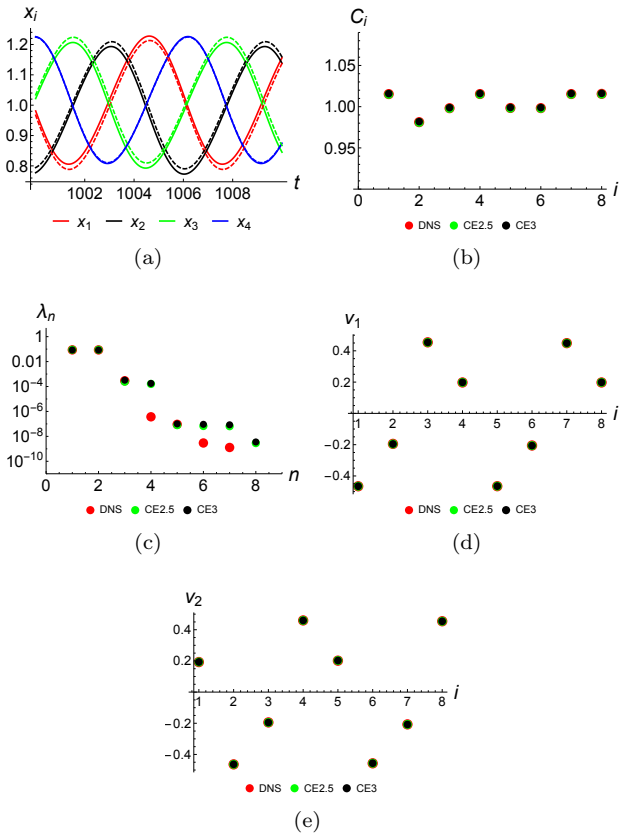 x_i
1.2
1.1
1.0
0.9
0.8
1002 1004 1006 1008 t
x_1 x_2 x_3 x_4
(a)
C_i
1.05
1.00
0.95
0 2 4 6 8 i
DNS CE2.5 CE3
(b)
λ_n
1
0.01
10^-4
10^-6
10^-8
10^-10
0 2 4 6 8 n
DNS CE2.5 CE3
(c)
v_1
0.4
0.2
1 2 3 4 5 6 7 8 i
-0.2
-0.4
DNS CE2.5 CE3
(d)
v_2
0.4
0.2
1 2 3 4 5 6 7 8 i
-0.2
-0.4
DNS CE2.5 CE3
(e)